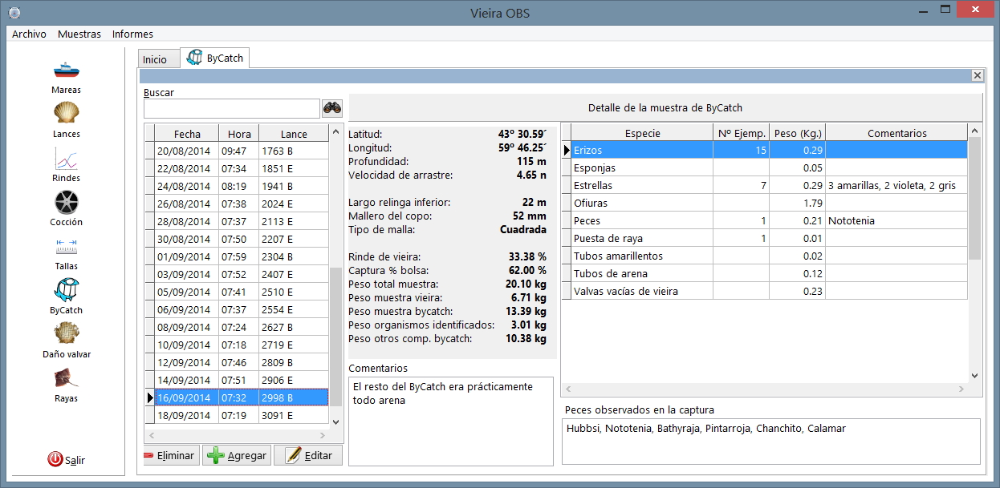 Vieira OBS
Archivo Muestras Informes
Mareas
Lances
Rindes
Cocción
Tallas
ByCatch
Daño valvar
Rayas
Salir
Inicio ByCatch
Buscar
Fecha Hora Lance
20/08/2014 09:47 1763 B
22/08/2014 07:34 1851 E
24/08/2014 08:19 1941 B
26/08/2014 07:38 2024 E
28/08/2014 07:37 2113 E
30/08/2014 07:50 2207 E
01/09/2014 07:59 2304 B
03/09/2014 07:52 2407 E
05/09/2014 07:41 2510 E
06/09/2014 07:37 2554 E
08/09/2014 07:24 2627 B
10/09/2014 07:18 2719 E
12/09/2014 07:46 2809 B
14/09/2014 07:51 2906 E
16/09/2014 07:32 2998 B
18/09/2014 07:19 3091 E
Eliminar Agregar Editar
Detalle de la muestra de ByCatch
Latitud: 43º 30.59´
Longitud: 59º 46.25´
Profundidad: 115 m
Velocidad de arrastre: 4.65 n
Largo relinga inferior: 22 m
Mallero del copo: 52 mm
Tipo de malla: Cuadrada
Rinde de vieira: 33.38 %
Captura % bolsa: 62.00 %
Peso total muestra: 20.10 kg
Peso muestra vieira: 6.71 kg
Peso muestra bycatch: 13.39 kg
Peso organismos identificados: 3.01 kg
Peso otros comp. bycatch: 10.38 kg
Comentarios
El resto del ByCatch era prácticamente
todo arena
Especie Nº Ejemp. Peso (Kg.) Comentarios
Erizos 15 0.29
Esponjas 0.05
Estrellas 7 0.29 3 amarillas, 2 violeta, 2 gris
Ofiuras 1.79
Peces 1 0.21 Nototenia
Puesta de raya 1 0.01
Tubos amarillentos 0.02
Tubos de arena 0.12
Valvas vacías de vieira 0.23
Peces observados en la captura
Hubbsi, Nototenia, Bathyraja, Pintarroja, Chanchito, Calamar